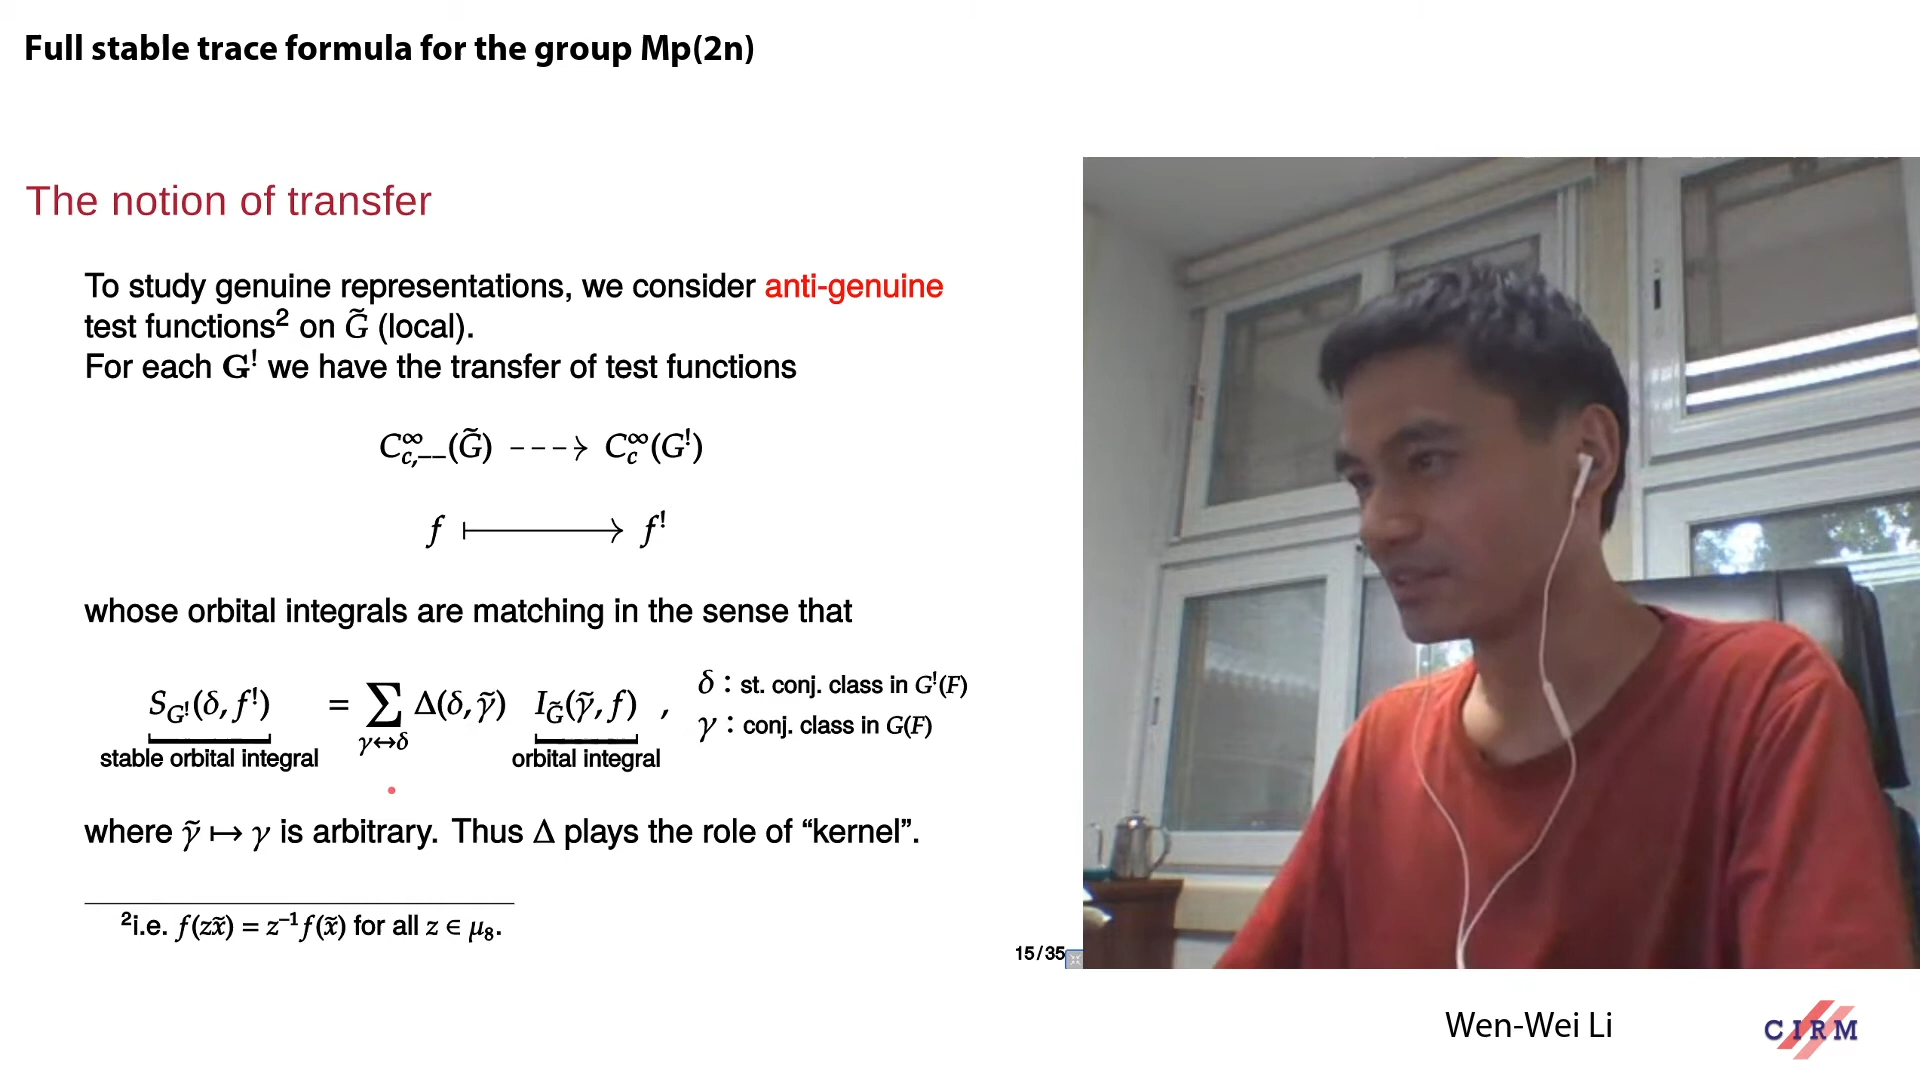 Full stable trace formula for the group Mp(2n)
The notion of transfer
To study genuine representations, we consider anti-genuine
test functions² on G̃ (local).
For each G^! we have the transfer of test functions
C^∞_{c,--}(G̃) ---→ C^∞_c(G^!)
f ⟼ f^!
whose orbital integrals are matching in the sense that
S_{G^!}(δ, f^!) = ∑_{γ↔δ} Δ(δ, γ̃) I_{G̃}(γ̃, f) ,
stable orbital integral
orbital integral
δ : st. conj. class in G^!(F)
γ : conj. class in G(F)
where γ̃ ↦ γ is arbitrary. Thus Δ plays the role of “kernel”.
²i.e. f(zx̃) = z⁻¹f(x̃) for all z ∈ μ₈.
15/35
Wen-Wei Li
CIRM